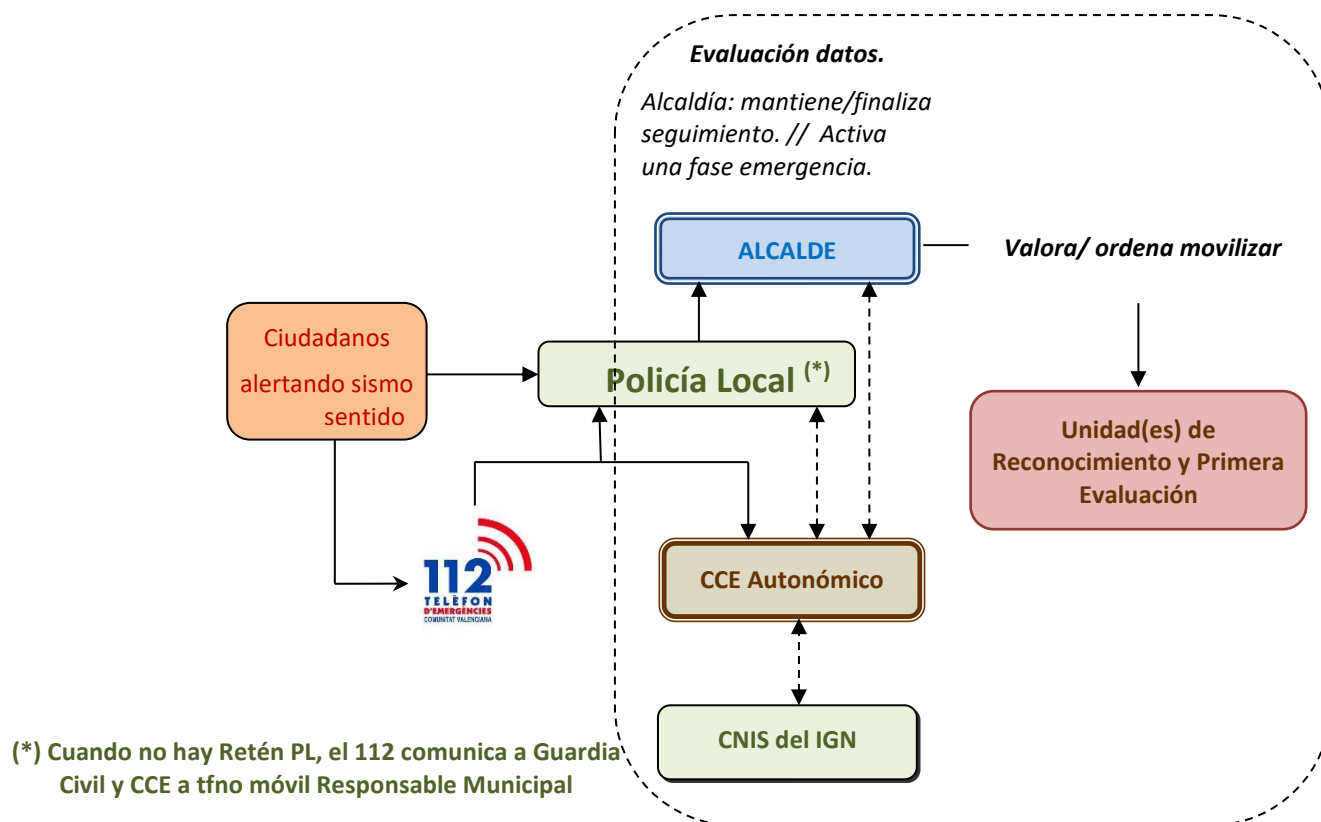 Evaluación datos.
Alcaldía: mantiene/finaliza
seguimiento. // Activa
una fase emergencia.
ALCALDE
Valora/ ordena movilizar
Ciudadanos
alertando sismo
sentido
Policía Local (*)
Unidad(es) de
Reconocimiento y Primera
Evaluación
112
TELÈFON
D'EMERGÈNCIES
COMUNITAT VALENCIANA
CCE Autonómico
CNIS del IGN
(*) Cuando no hay Retén PL, el 112 comunica a Guardia
Civil y CCE a tfno móvil Responsable Municipal